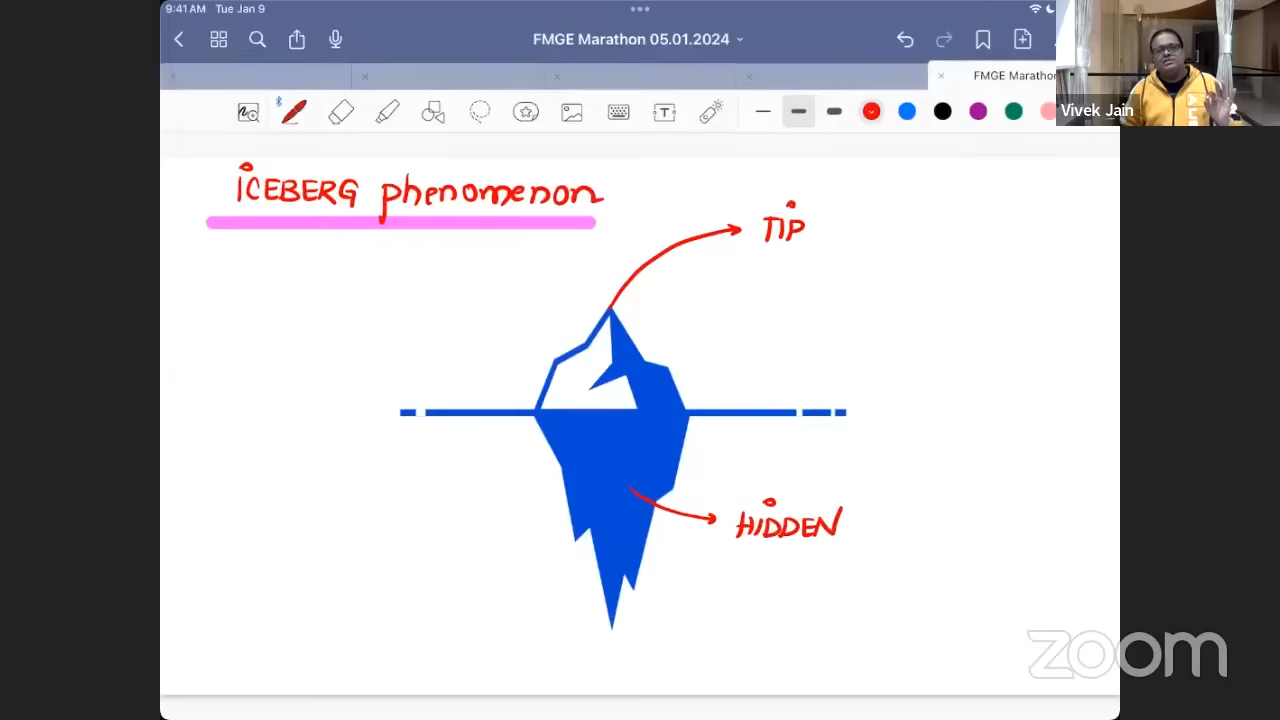 9:41 AM Tue Jan 9
FMGE Marathon 05.01.2024
FMGE Marathon
Vivek Jain
ICEBERG phenomenon
TIP
HIDDEN
zoom